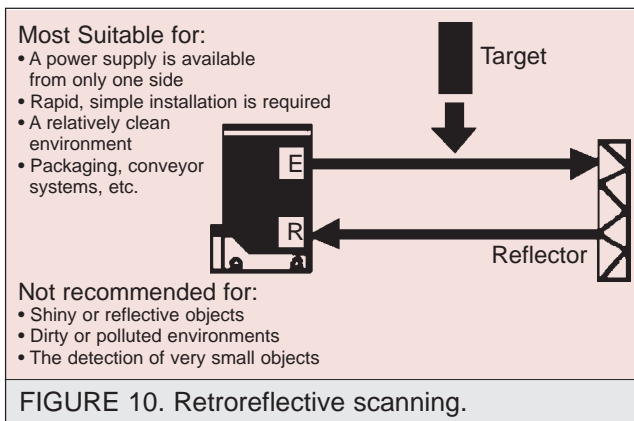 Most Suitable for:
• A power supply is available
from only one side
• Rapid, simple installation is required
• A relatively clean
environment
• Packaging, conveyor
systems, etc.
Target
E
R
Reflector
Not recommended for:
• Shiny or reflective objects
• Dirty or polluted environments
• The detection of very small objects
FIGURE 10. Retroreflective scanning.